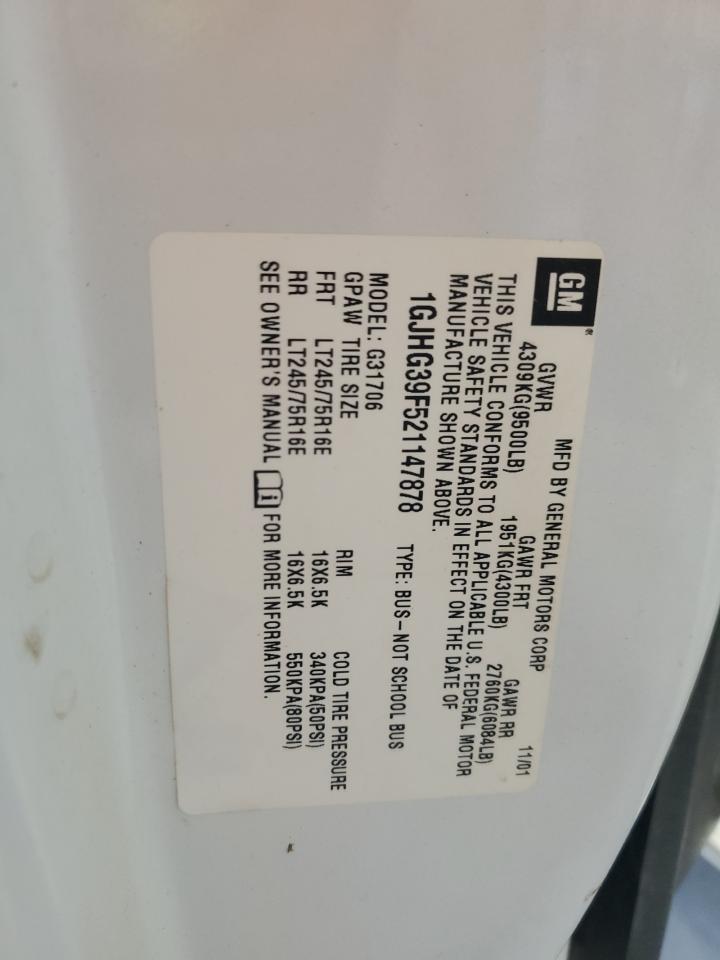 GM
MFD BY GENERAL MOTORS CORP 11/01
GVWR GAWR FRT GAWR RR
4309KG(9500LB) 1951KG(4300LB) 2760KG(6084LB)
THIS VEHICLE CONFORMS TO ALL APPLICABLE U.S. FEDERAL MOTOR
VEHICLE SAFETY STANDARDS IN EFFECT ON THE DATE OF
MANUFACTURE SHOWN ABOVE.
1GJHG39F521147878 TYPE: BUS-NOT SCHOOL BUS
MODEL: G31706
GPAW TIRE SIZE RIM COLD TIRE PRESSURE
FRT LT245/75R16E 16X6.5K 340KPA(50PSI)
RR LT245/75R16E 16X6.5K 550KPA(80PSI)
SEE OWNER'S MANUAL i FOR MORE INFORMATION.